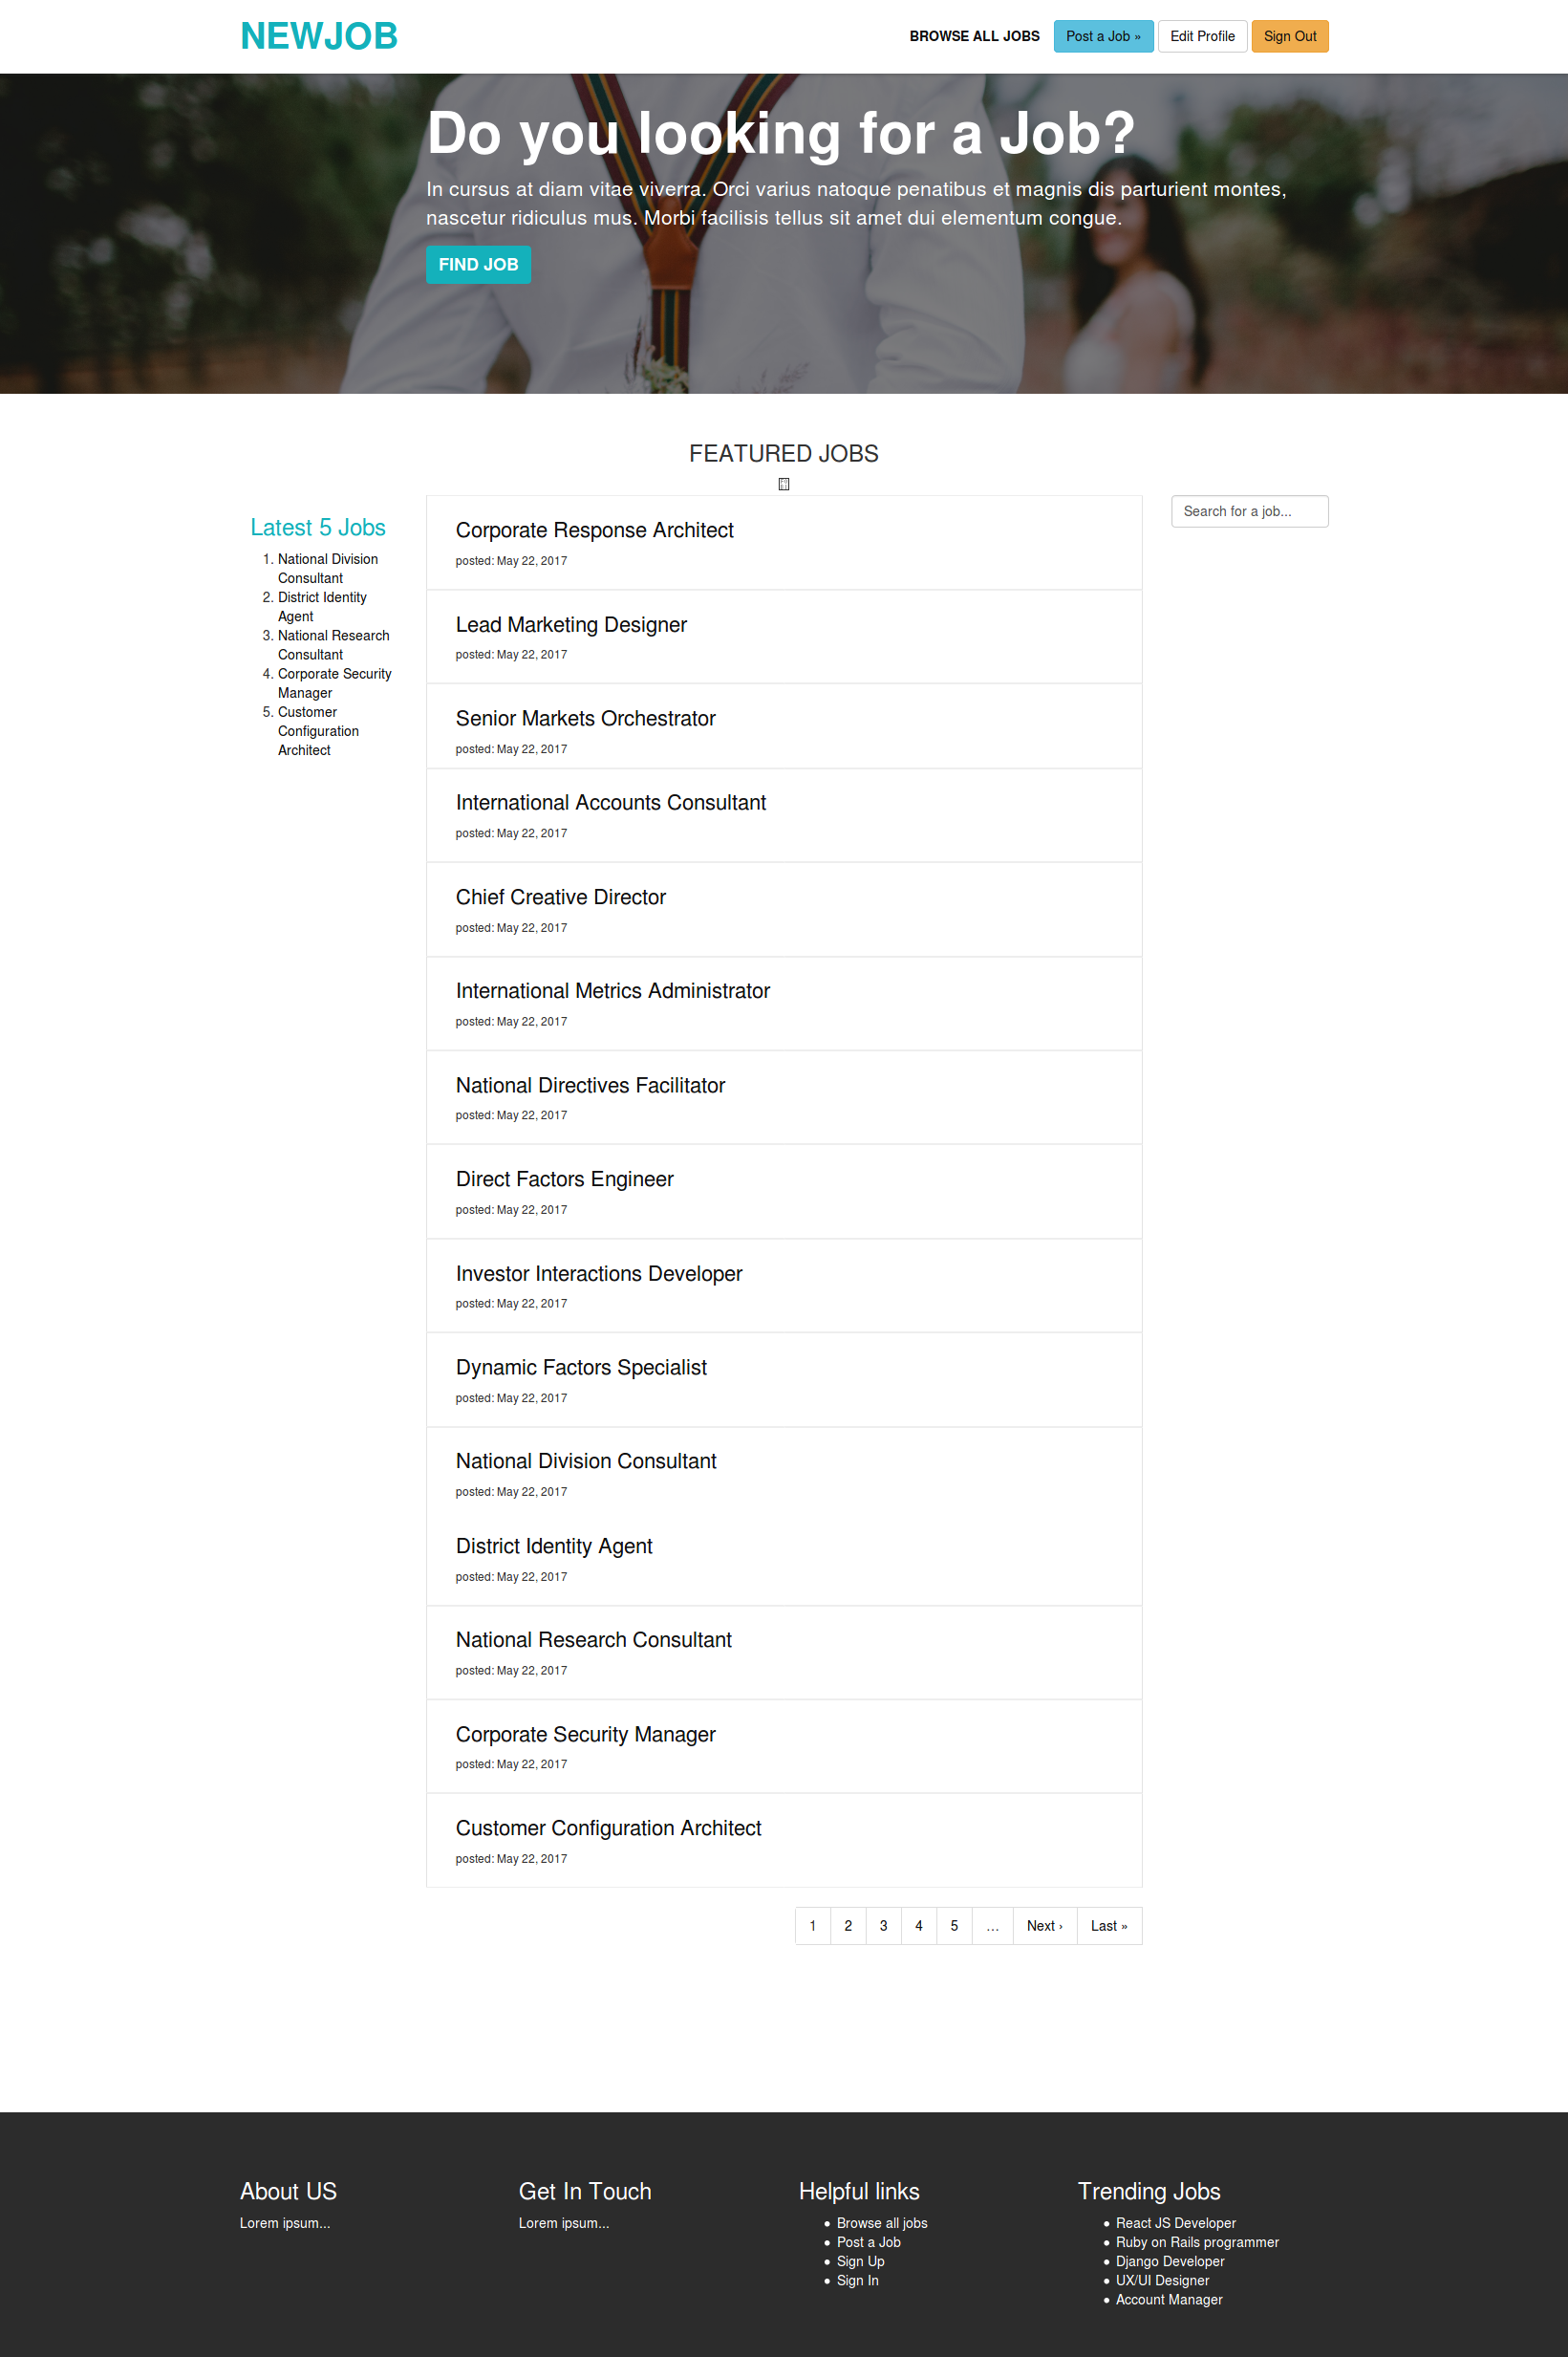 NEWJOB
BROWSE ALL JOBS
Post a Job »
Edit Profile
Sign Out
Do you looking for a Job?
In cursus at diam vitae viverra. Orci varius natoque penatibus et magnis dis parturient montes,
nascetur ridiculus mus. Morbi facilisis tellus sit amet dui elementum congue.
FIND JOB
FEATURED JOBS
Latest 5 Jobs
1. National Division
Consultant
2. District Identity
Agent
3. National Research
Consultant
4. Corporate Security
Manager
5. Customer
Configuration
Architect
Corporate Response Architect
posted: May 22, 2017
Lead Marketing Designer
posted: May 22, 2017
Senior Markets Orchestrator
posted: May 22, 2017
International Accounts Consultant
posted: May 22, 2017
Chief Creative Director
posted: May 22, 2017
International Metrics Administrator
posted: May 22, 2017
National Directives Facilitator
posted: May 22, 2017
Direct Factors Engineer
posted: May 22, 2017
Investor Interactions Developer
posted: May 22, 2017
Dynamic Factors Specialist
posted: May 22, 2017
National Division Consultant
posted: May 22, 2017
District Identity Agent
posted: May 22, 2017
National Research Consultant
posted: May 22, 2017
Corporate Security Manager
posted: May 22, 2017
Customer Configuration Architect
posted: May 22, 2017
Search for a job...
1 2 3 4 5 … Next › Last »
About US
Lorem ipsum...
Get In Touch
Lorem ipsum...
Helpful links
• Browse all jobs
• Post a Job
• Sign Up
• Sign In
Trending Jobs
• React JS Developer
• Ruby on Rails programmer
• Django Developer
• UX/UI Designer
• Account Manager